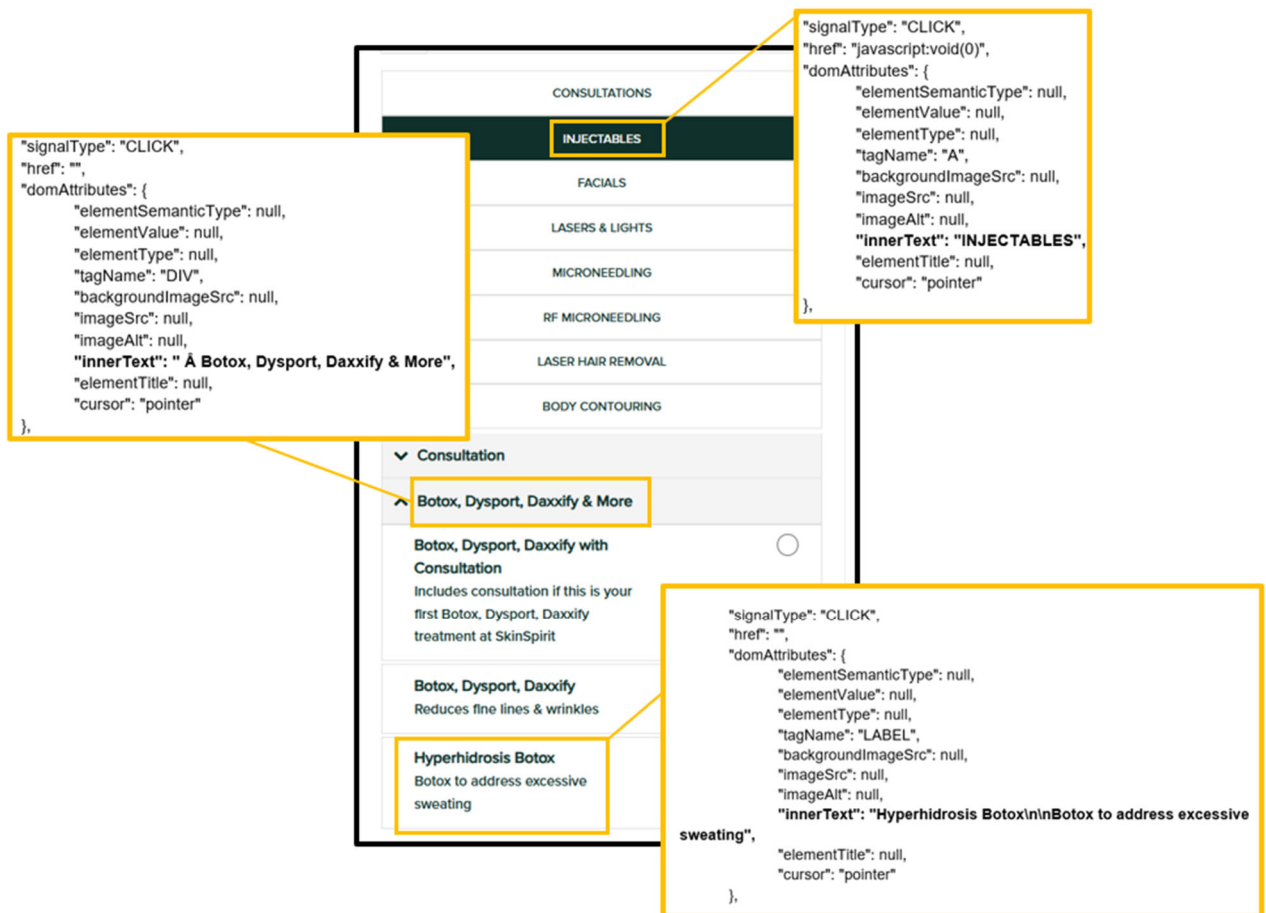 "signalType": "CLICK",
"href": "javascript:void(0)",
"domAttributes": {
"elementSemanticType": null,
"elementValue": null,
"elementType": null,
"tagName": "A",
"backgroundImageSrc": null,
"imageSrc": null,
"imageAlt": null,
"innerText": "INJECTABLES",
"elementTitle": null,
"cursor": "pointer"
},
"signalType": "CLICK",
"href": "",
"domAttributes": {
"elementSemanticType": null,
"elementValue": null,
"elementType": null,
"tagName": "DIV",
"backgroundImageSrc": null,
"imageSrc": null,
"imageAlt": null,
"innerText": " Â Botox, Dysport, Daxxify & More",
"elementTitle": null,
"cursor": "pointer"
},
CONSULTATIONS
INJECTABLES
FACIALS
LASERS & LIGHTS
MICRONEEDLING
RF MICRONEEDLING
LASER HAIR REMOVAL
BODY CONTOURING
Consultation
Botox, Dysport, Daxxify & More
Botox, Dysport, Daxxify with
Consultation
Includes consultation if this is your
first Botox, Dysport, Daxxify
treatment at SkinSpirit
Botox, Dysport, Daxxify
Reduces fine lines & wrinkles
Hyperhidrosis Botox
Botox to address excessive
sweating
"signalType": "CLICK",
"href": "",
"domAttributes": {
"elementSemanticType": null,
"elementValue": null,
"elementType": null,
"tagName": "LABEL",
"backgroundImageSrc": null,
"imageSrc": null,
"imageAlt": null,
"innerText": "Hyperhidrosis Botox\n\nBotox to address excessive
sweating",
"elementTitle": null,
"cursor": "pointer"
},